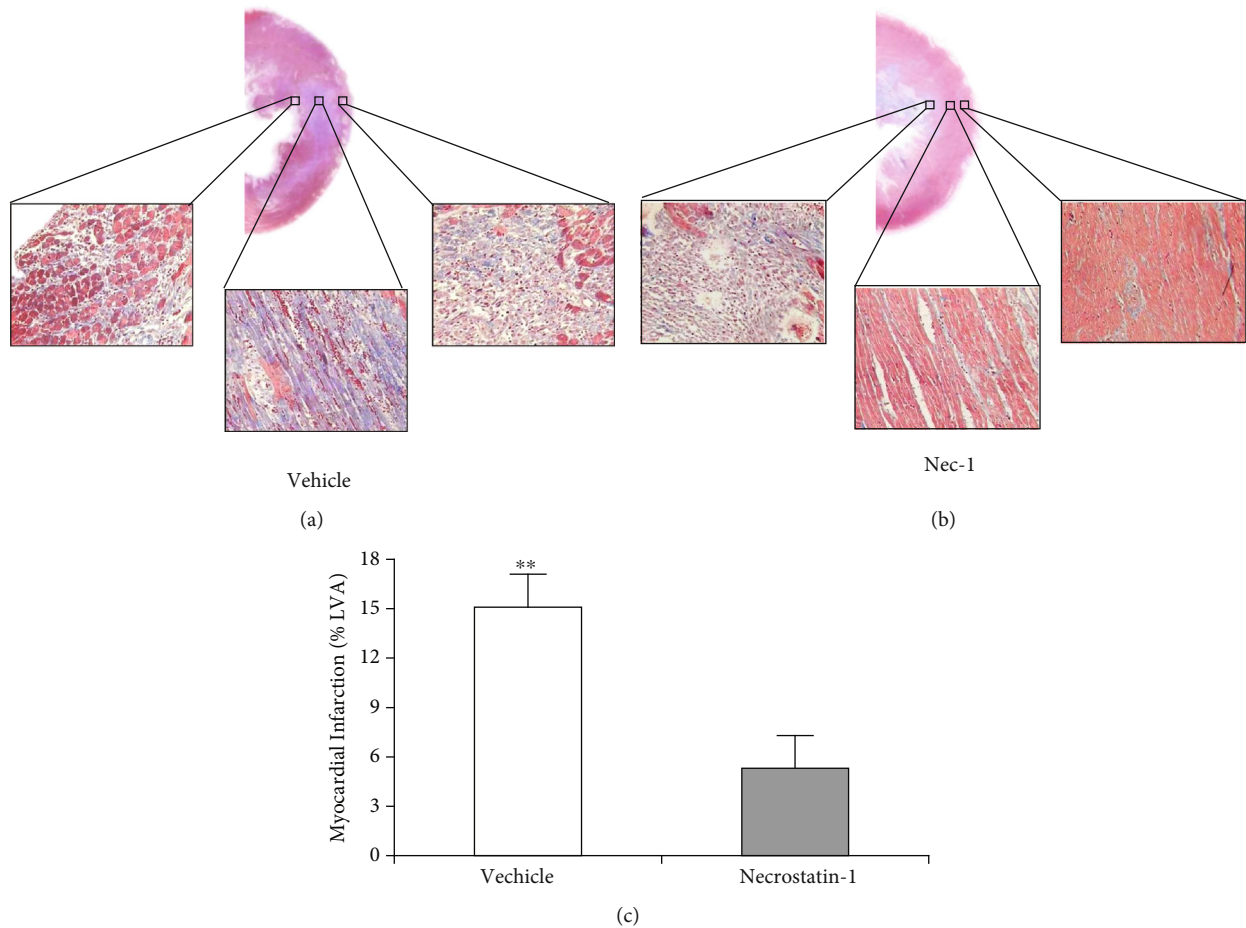 Vehicle
(a)
Nec-1
(b)
Myocardial Infarction (% LVA)
18
15
12
9
6
3
0
**
Vechicle
Necrostatin-1
(c)